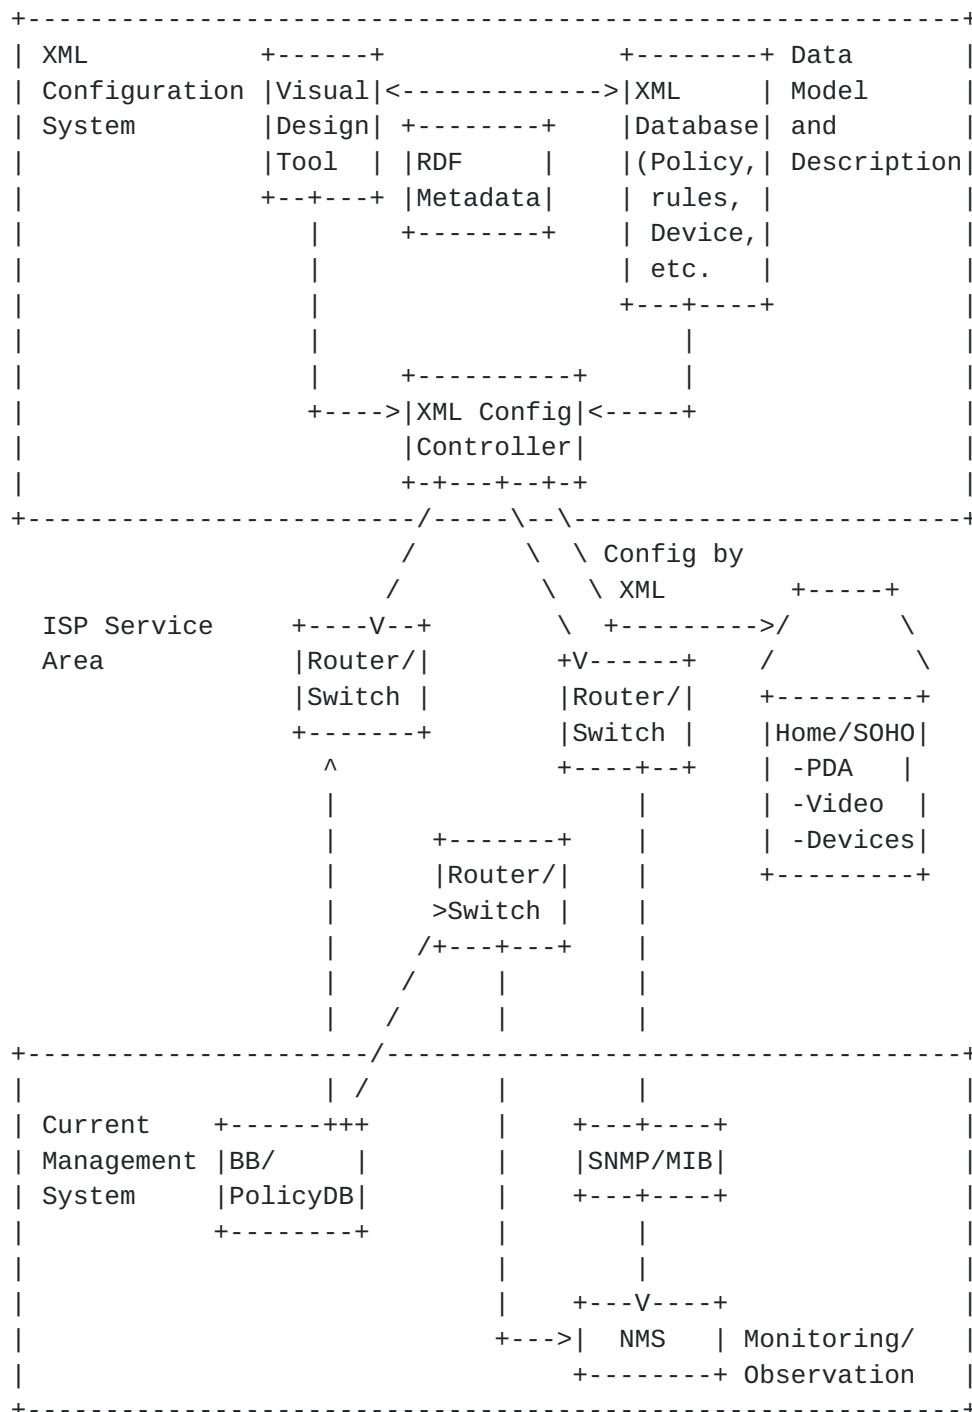 +------------------------------------------------------------+
| XML           +------+               +--------+ Data       |
| Configuration |Visual|<------------->|XML     | Model      |
| System        |Design| +--------+    |Database| and        |
|               |Tool  | |RDF     |    |(Policy,| Description|
|               +--+---+ |Metadata|    | rules, |            |
|                  |     +--------+    | Device,|            |
|                  |                   | etc.   |            |
|                  |                   +---+----+            |
|                  |                       |                 |
|                  |     +----------+      |                 |
|                  +---->|XML Config|<-----+                 |
|                        |Controller|                        |
|                        +-+---+--+-+                        |
+-------------------------/-----\--\-------------------------+
                         /       \  \ Config by
                        /         \  \ XML        +-----+
  ISP Service     +----V--+        \  +--------->/       \
  Area            |Router/|        +V------+    /         \
                  |Switch |        |Router/|    +---------+
                  +-------+        |Switch |    |Home/SOHO|
                    ^              +----+--+    | -PDA   |
                    |                   |       | -Video  |
                    |      +-------+    |       | -Devices|
                    |      |Router/|    |       +---------+
                    |      >Switch |    |
                    |     /+---+---+    |
                    |    /     |        |
                    |   /      |        |
+----------------------/-------------------------------------+
|                   | /        |        |                    |
| Current    +------+++        |    +---+----+               |
| Management |BB/     |        |    |SNMP/MIB|               |
| System     |PolicyDB|        |    +---+----+               |
|            +--------+        |        |                    |
|                              |        |                    |
|                              |    +---V----+               |
|                              +--->|  NMS   | Monitoring/   |
|                                   +--------+ Observation   |
+------------------------------------------------------------+